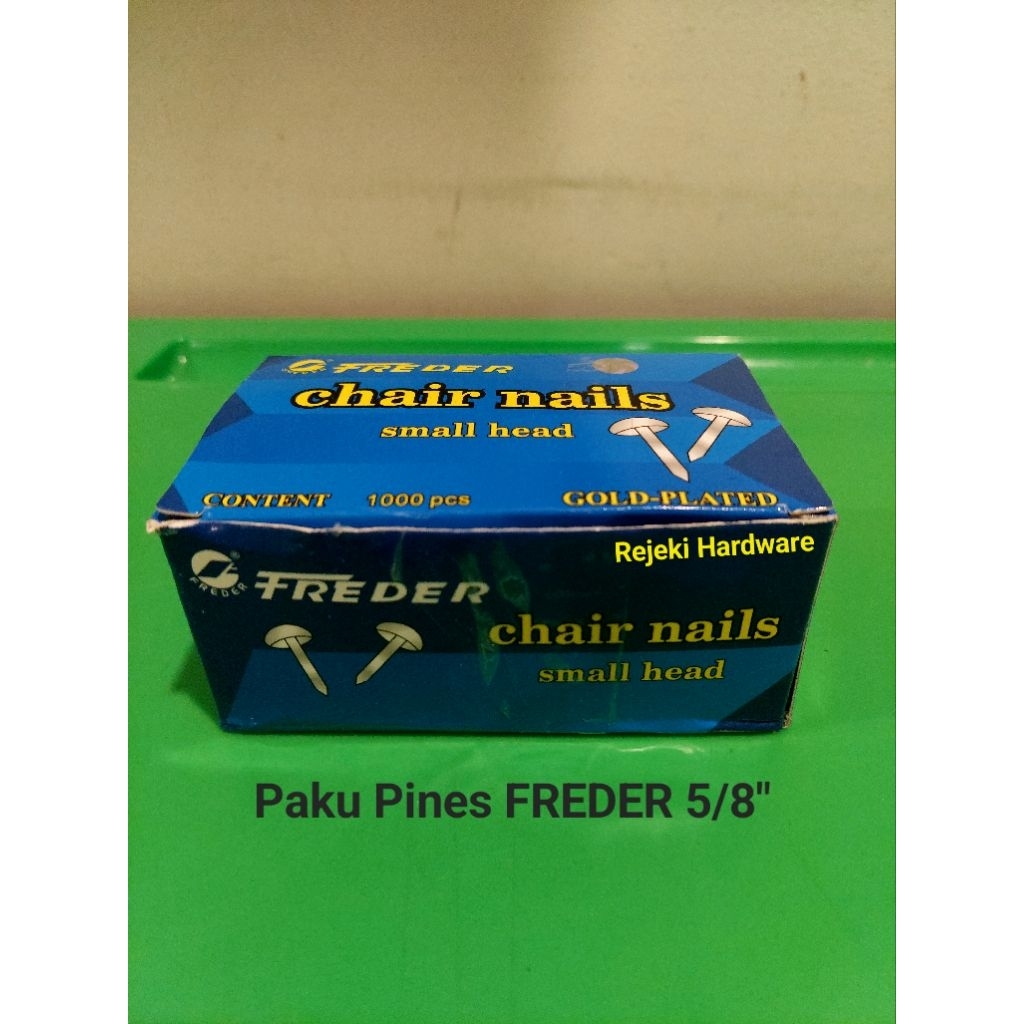 FREDER
chair nails
small head
CONTENT 1000 pcs GOLD-PLATED
Rejeki Hardware
FREDER
FREDER
chair nails
small head
Paku Pines FREDER 5/8"